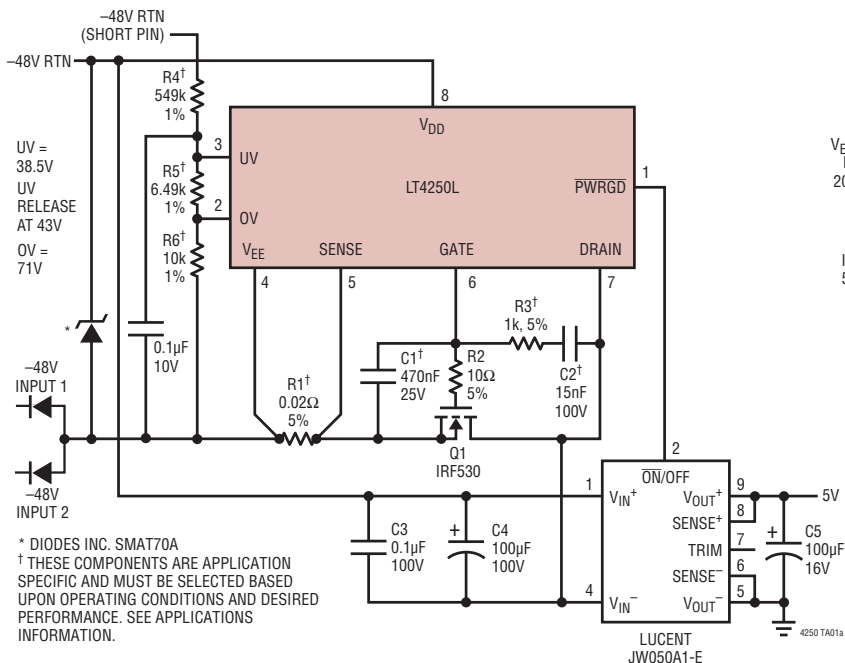 –48V RTN
(SHORT PIN)
–48V RTN
R4†
549k
1%
UV =
38.5V
UV
RELEASE
AT 43V
OV =
71V
R5†
6.49k
1%
R6†
10k
1%
3
2
8
VDD
UV
LT4250L
PWRGD
1
OV
VEE
SENSE
GATE
DRAIN
4
5
6
7
*
0.1µF
10V
–48V
INPUT 1
–48V
INPUT 2
R1†
0.02Ω
5%
C1†
470nF
25V
R2
10Ω
5%
R3†
1k, 5%
C2†
15nF
100V
Q1
IRF530
1
4
C3
0.1µF
100V
+
C4
100µF
100V
2
ON/OFF
VIN+
VIN–
VOUT+
SENSE+
TRIM
SENSE–
VOUT–
9
8
7
6
5
5V
+
C5
100µF
16V
LUCENT
JW050A1-E
4250 TA01a
* DIODES INC. SMAT70A
† THESE COMPONENTS ARE APPLICATION
SPECIFIC AND MUST BE SELECTED BASED
UPON OPERATING CONDITIONS AND DESIRED
PERFORMANCE. SEE APPLICATIONS
INFORMATION.